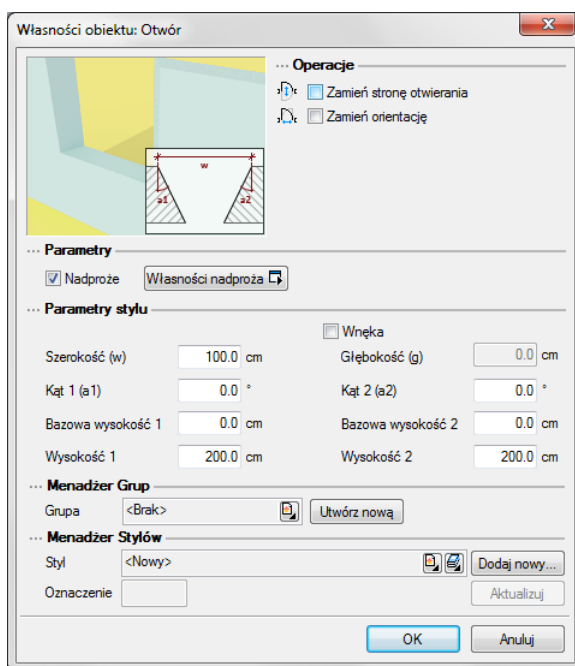 Własności obiektu: Otwór
Operacje
Zamień stronę otwierania
Zamień orientację
w
a1 a2
Parametry
Nadproże Własności nadproża
Parametry stylu
Wnęka
Szerokość (w) 100.0 cm Głębokość (g) 0.0 cm
Kąt 1 (a1) 0.0 ° Kąt 2 (a2) 0.0 °
Bazowa wysokość 1 0.0 cm Bazowa wysokość 2 0.0 cm
Wysokość 1 200.0 cm Wysokość 2 200.0 cm
Menadżer Grup
Grupa <Brak> Utwórz nową
Menadżer Stylów
Styl <Nowy> Dodaj nowy...
Oznaczenie Aktualizuj
OK Anuluj